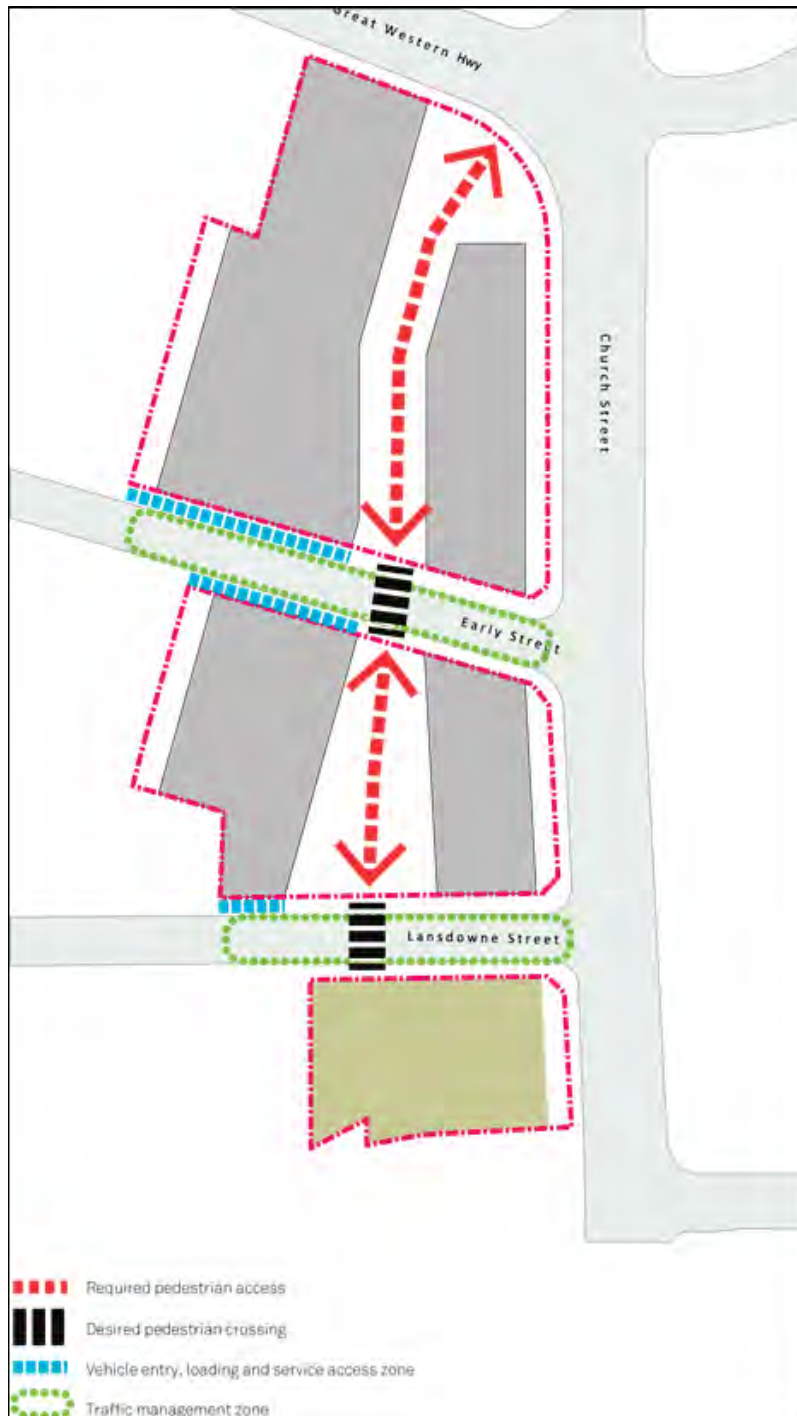 Great Western Hwy
Church Street
Early Street
Lansdowne Street
Required pedestrian access
Desired pedestrian crossing
Vehicle entry, loading and service access zone
Traffic management zone